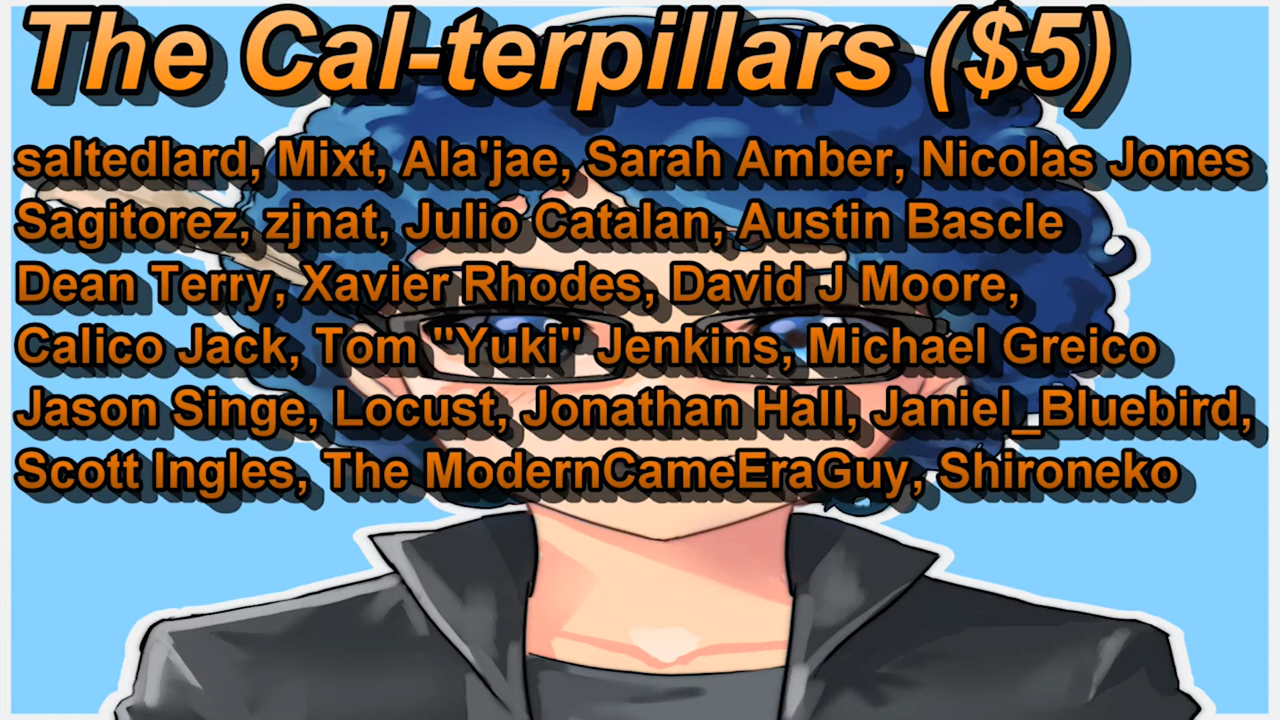 The Cal-terpillars ($5)
saltedlard, Mixt, Ala'jae, Sarah Amber, Nicolas Jones
Sagitorez, zjnat, Julio Catalan, Austin Bascle
Dean Terry, Xavier Rhodes, David J Moore,
Calico Jack, Tom "Yuki" Jenkins, Michael Greico
Jason Singe, Locust, Jonathan Hall, Janiel_Bluebird,
Scott Ingles, The ModernCameEraGuy, Shironeko